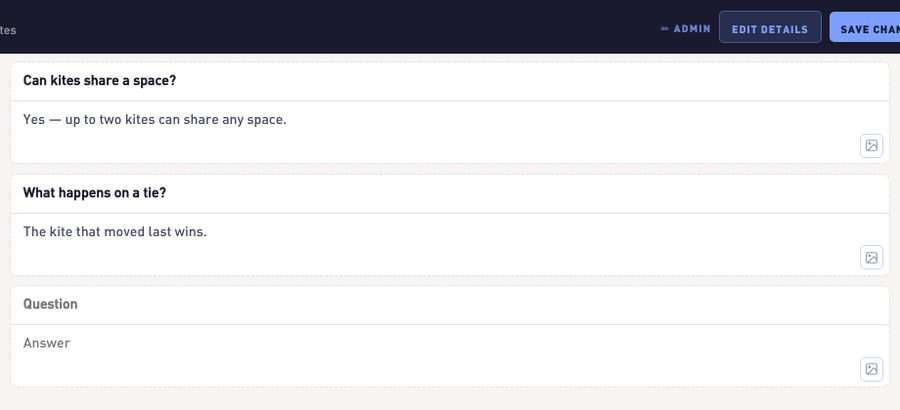 tes
✏ ADMIN
EDIT DETAILS
SAVE CHAN
Can kites share a space?
Yes — up to two kites can share any space.
What happens on a tie?
The kite that moved last wins.
Question
Answer